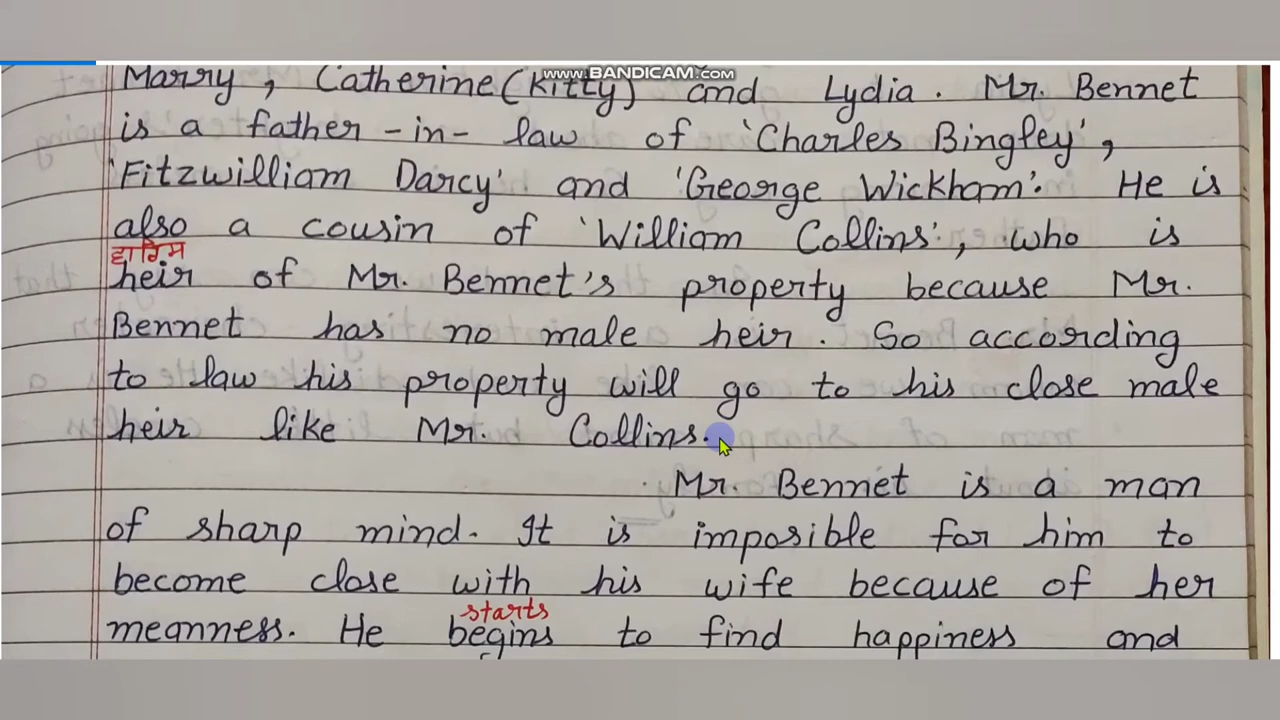 www.BANDICAM.com
Marry, Catherine(Kitty) and Lydia. Mr. Bennet
is a father-in-law of 'Charles Bingley',
'Fitzwilliam Darcy' and 'George Wickham'. He is
also a cousin of 'William Collins', who is
ਵਾਰਿਸ
heir of Mr. Bennet's property because Mr.
Bennet has no male heir. So according
to law his property will go to his close male
heir like Mr. Collins.
Mr. Bennet is a man
of sharp mind. It is imposible for him to
become close with his wife because of her
starts
meanness. He begins to find happiness and